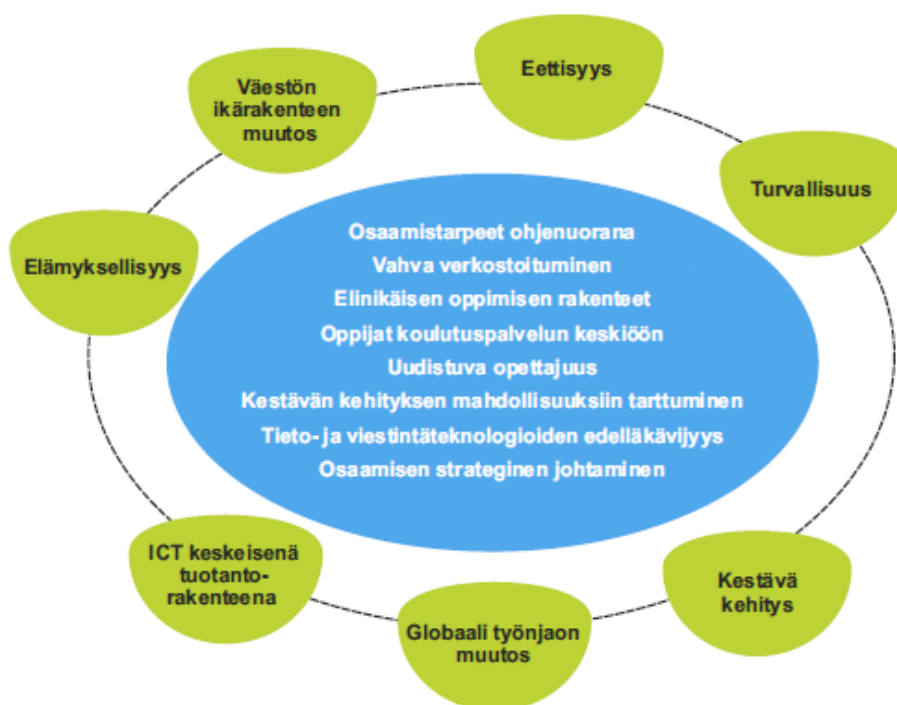 Eettisyys
Väestön
ikärakenteen
muutos
Turvallisuus
Elämyksellisyys
Osaamistarpeet ohjenuorana
Vahva verkostoituminen
Elinikäisen oppimisen rakenteet
Oppijat koulutuspalvelun keskiöön
Uudistuva opettajuus
Kestävän kehityksen mahdollisuuksiin tarttuminen
Tieto- ja viestintäteknologioiden edelläkävijyys
Osaamisen strateginen johtaminen
ICT keskeisenä
tuotanto-
rakenteena
Kestävä
kehitys
Globaali työnjaon
muutos